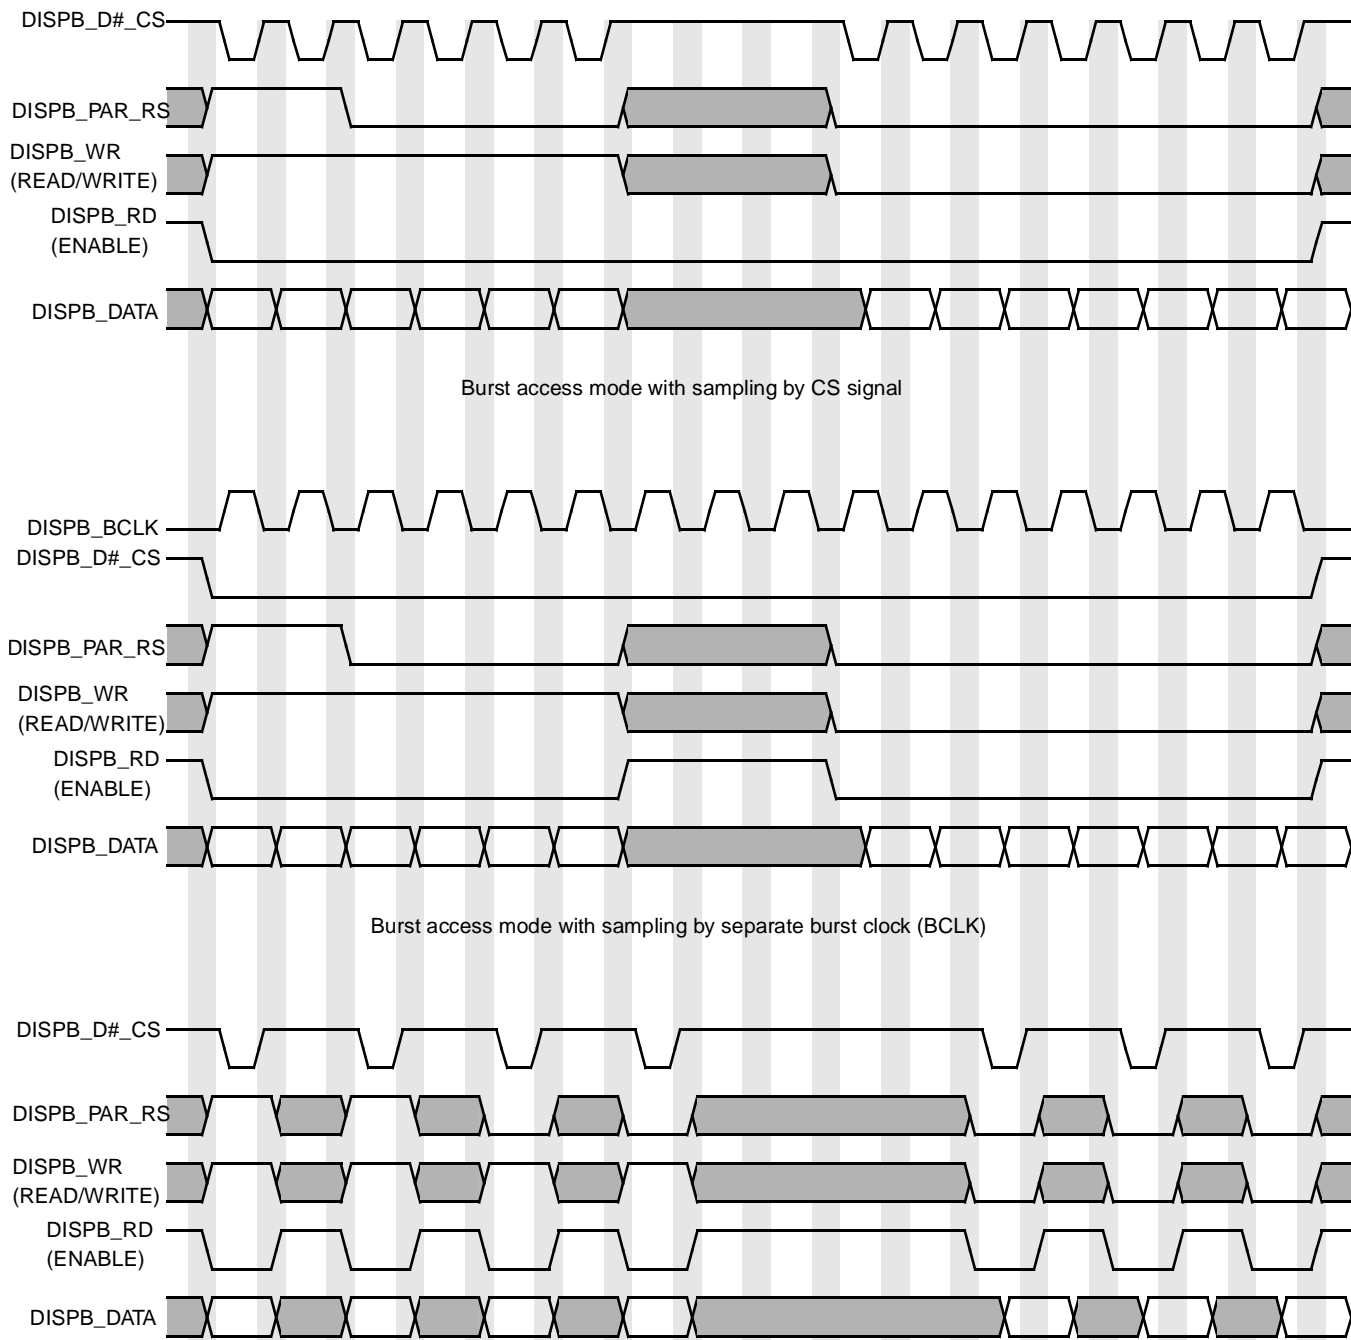 DISPB_D#_CS
DISPB_PAR_RS
DISPB_WR
(READ/WRITE)
DISPB_RD
(ENABLE)
DISPB_DATA
Burst access mode with sampling by CS signal
DISPB_BCLK
DISPB_D#_CS
DISPB_PAR_RS
DISPB_WR
(READ/WRITE)
DISPB_RD
(ENABLE)
DISPB_DATA
Burst access mode with sampling by separate burst clock (BCLK)
DISPB_D#_CS
DISPB_PAR_RS
DISPB_WR
(READ/WRITE)
DISPB_RD
(ENABLE)
DISPB_DATA